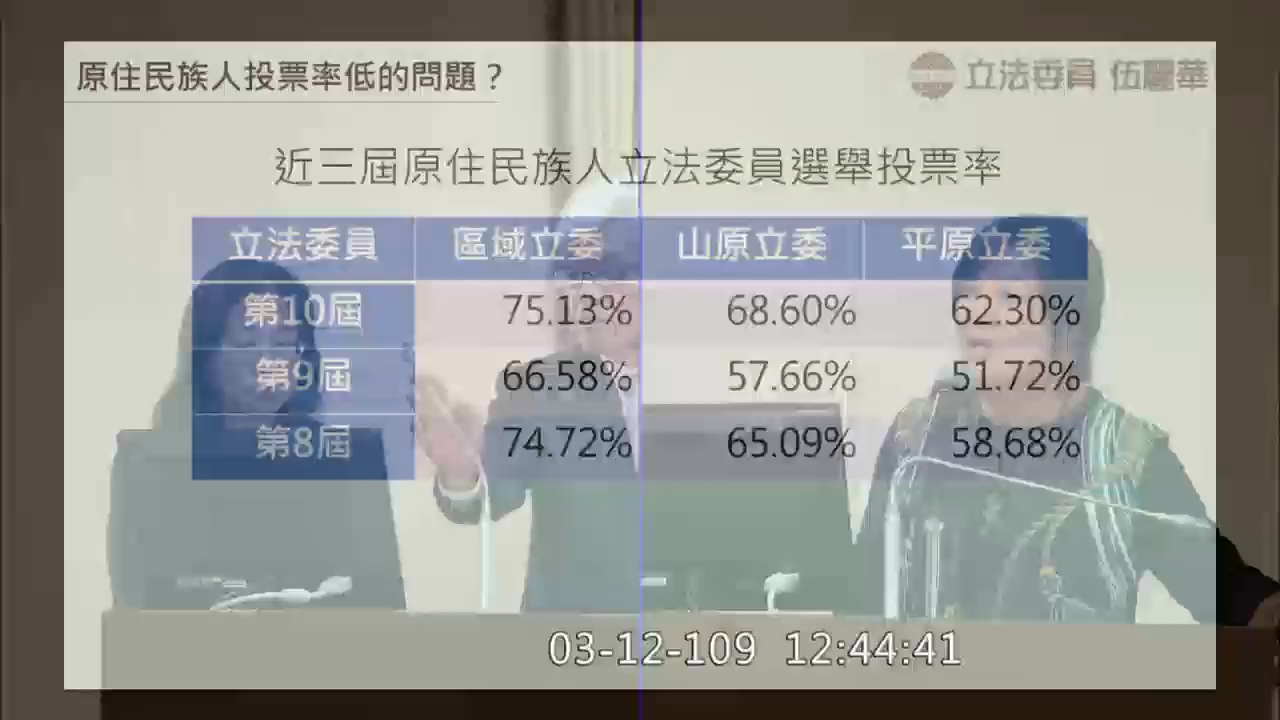 原住民族人投票率低的問題？
立法委員 伍麗華
近三屆原住民族人立法委員選舉投票率
立法委員 區域立委 山原立委 平原立委
第10屆 75.13% 68.60% 62.30%
第9屆 66.58% 57.66% 51.72%
第8屆 74.72% 65.09% 58.68%
03-12-109 12:44:41